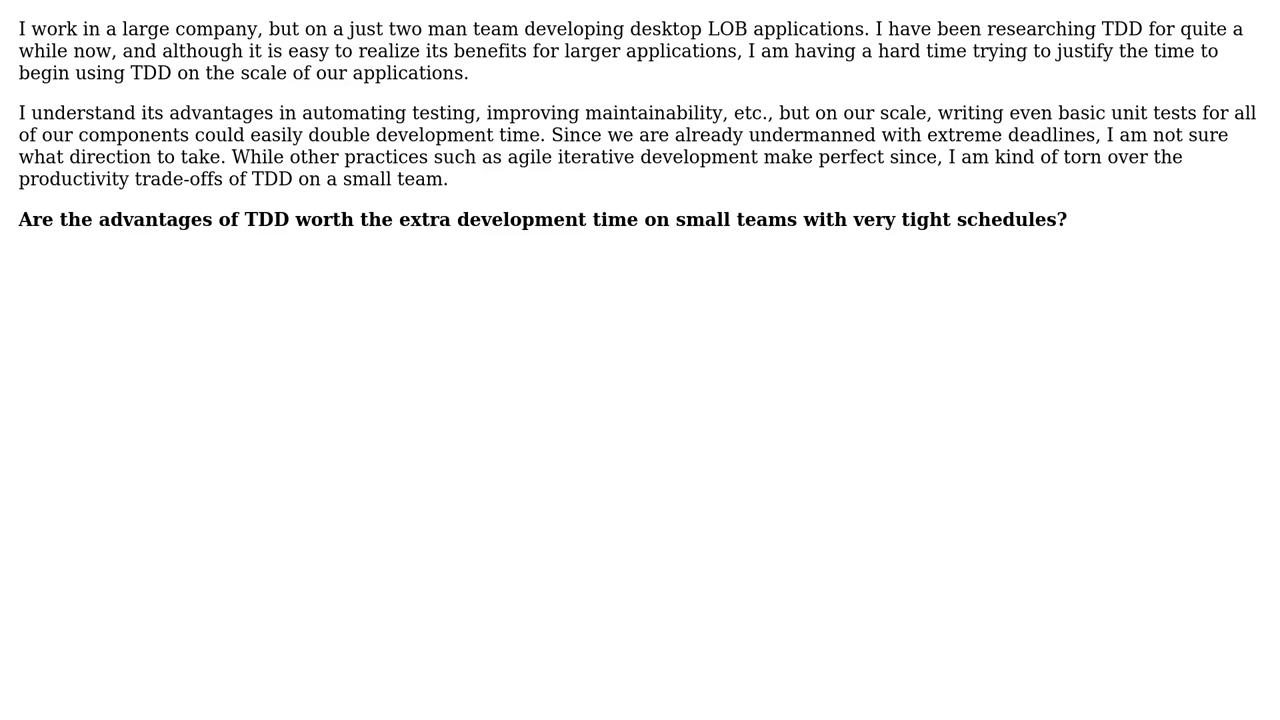 I work in a large company, but on a just two man team developing desktop LOB applications. I have been researching TDD for quite a
while now, and although it is easy to realize its benefits for larger applications, I am having a hard time trying to justify the time to
begin using TDD on the scale of our applications.
I understand its advantages in automating testing, improving maintainability, etc., but on our scale, writing even basic unit tests for all
of our components could easily double development time. Since we are already undermanned with extreme deadlines, I am not sure
what direction to take. While other practices such as agile iterative development make perfect since, I am kind of torn over the
productivity trade-offs of TDD on a small team.
Are the advantages of TDD worth the extra development time on small teams with very tight schedules?